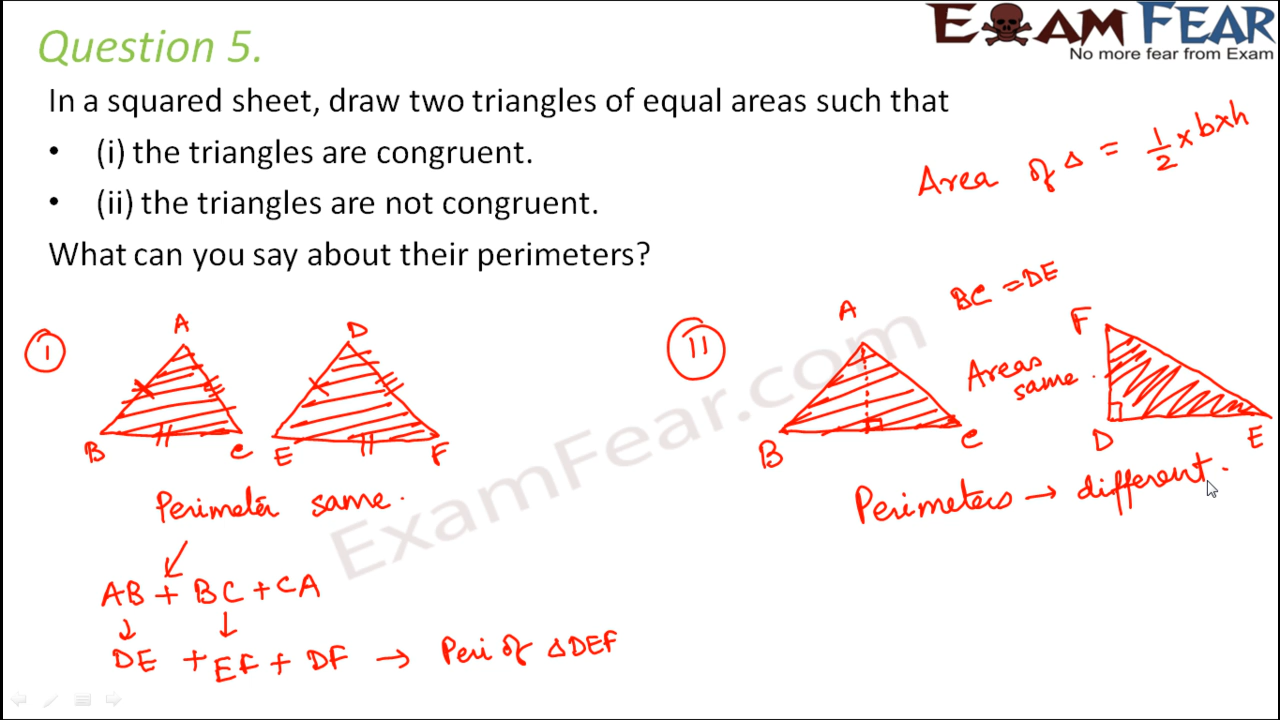 EXAM FEAR
No more fear from Exam
Question 5.
In a squared sheet, draw two triangles of equal areas such that
• (i) the triangles are congruent.
• (ii) the triangles are not congruent.
What can you say about their perimeters?
Area of Δ = 1/2 × b×h
(i)
A
B C
D
E F
Perimeter same.
AB + BC + CA
↓ ↓
DE + EF + DF → Peri of ΔDEF
(ii)
A
B C
BC = DE
Areas same.
F
D E
Perimeters → different.
ExamFear.com